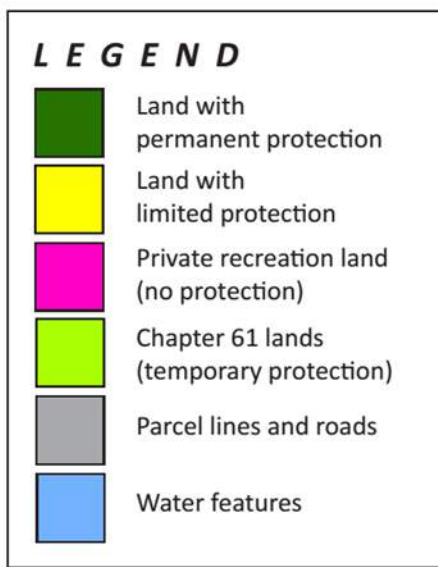 LEGEND
Land with
permanent protection
Land with
limited protection
Private recreation land
(no protection)
Chapter 61 lands
(temporary protection)
Parcel lines and roads
Water features